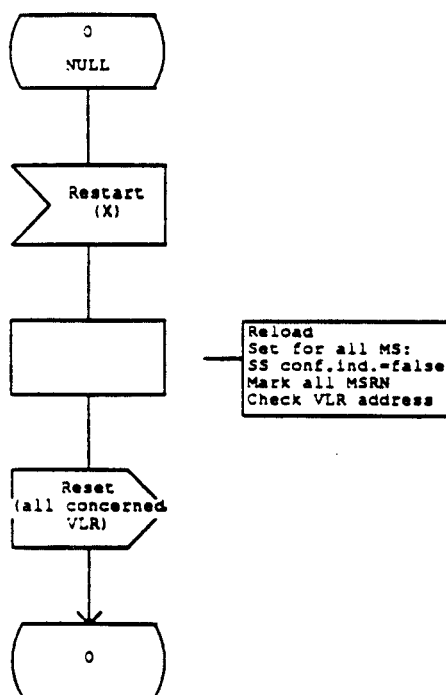 0
NULL
Restart
(X)
Reload
Set for all MS:
SS conf.ind.=false
Mark all MSRN
Check VLR address
Reset
(all concerned
VLR)
0